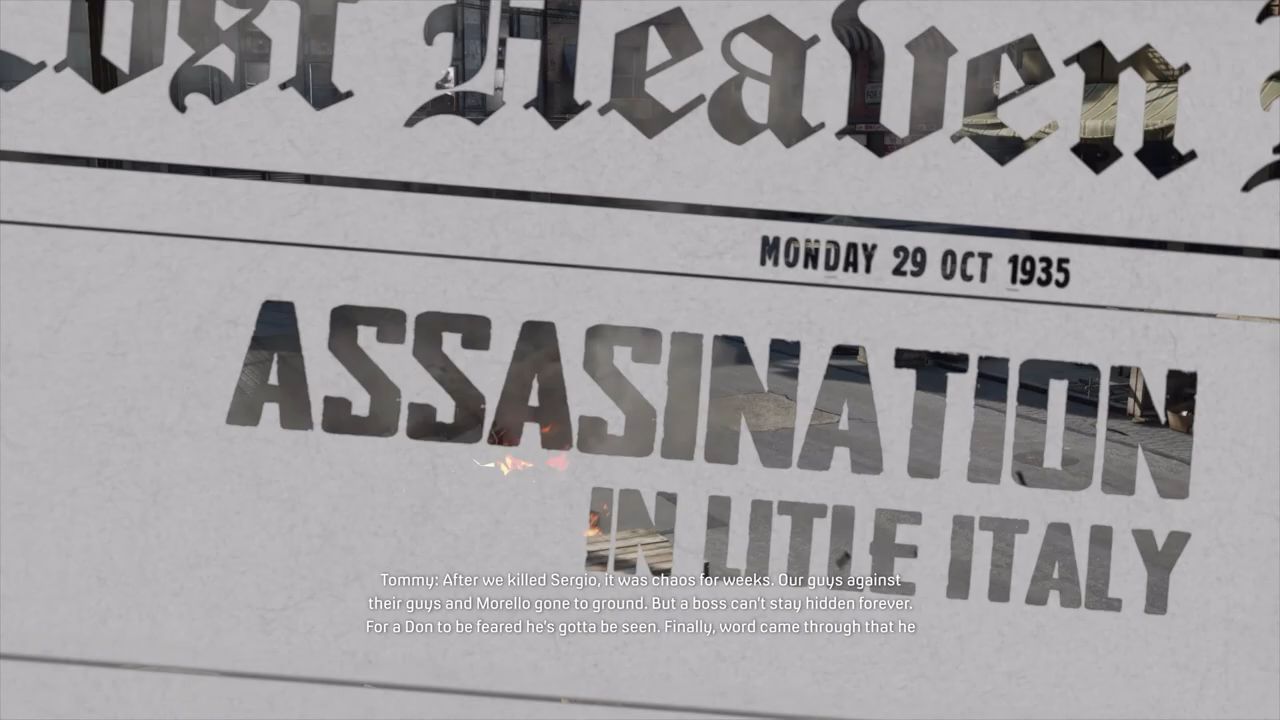 Lost Heaven
MONDAY 29 OCT 1935
ASSASINATION
IN LITLE ITALY
Tommy: After we killed Sergio, it was chaos for weeks. Our guys against
their guys and Morello gone to ground. But a boss can't stay hidden forever.
For a Don to be feared he's gotta be seen. Finally, word came through that he